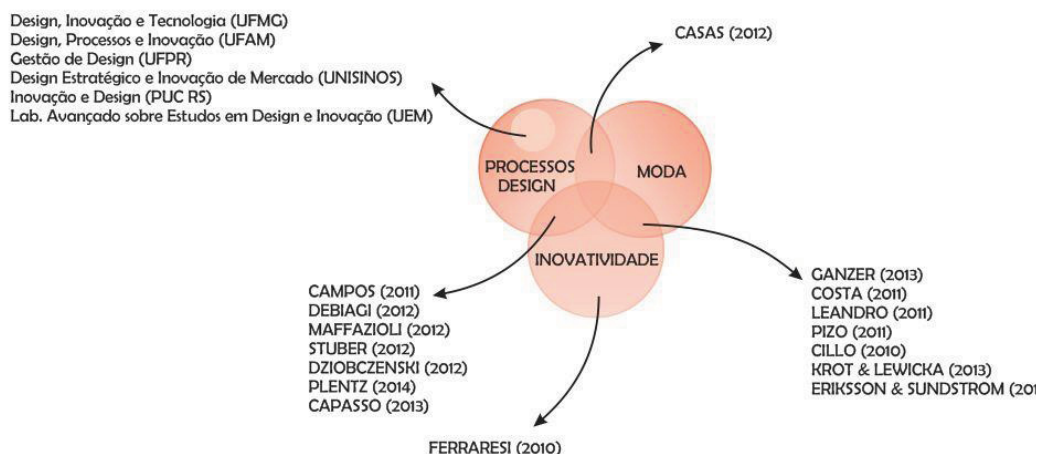 Design, Inovação e Tecnologia (UFMG)
Design, Processos e Inovação (UFAM)
Gestão de Design (UFPR)
Design Estratégico e Inovação de Mercado (UNISINOS)
Inovação e Design (PUC RS)
Lab. Avançado sobre Estudos em Design e Inovação (UEM)
CASAS (2012)
PROCESSOS
DESIGN
MODA
INOVATIVIDADE
CAMPOS (2011)
DEBIAGI (2012)
MAFFAZIOLI (2012)
STUBER (2012)
DZIOBCZENSKI (2012)
PLENTZ (2014)
CAPASSO (2013)
GANZER (2013)
COSTA (2011)
LEANDRO (2011)
PIZO (2011)
CILLO (2010)
KROT & LEWICKA (2013)
ERIKSSON & SUNDSTROM
FERRARESI (2010)